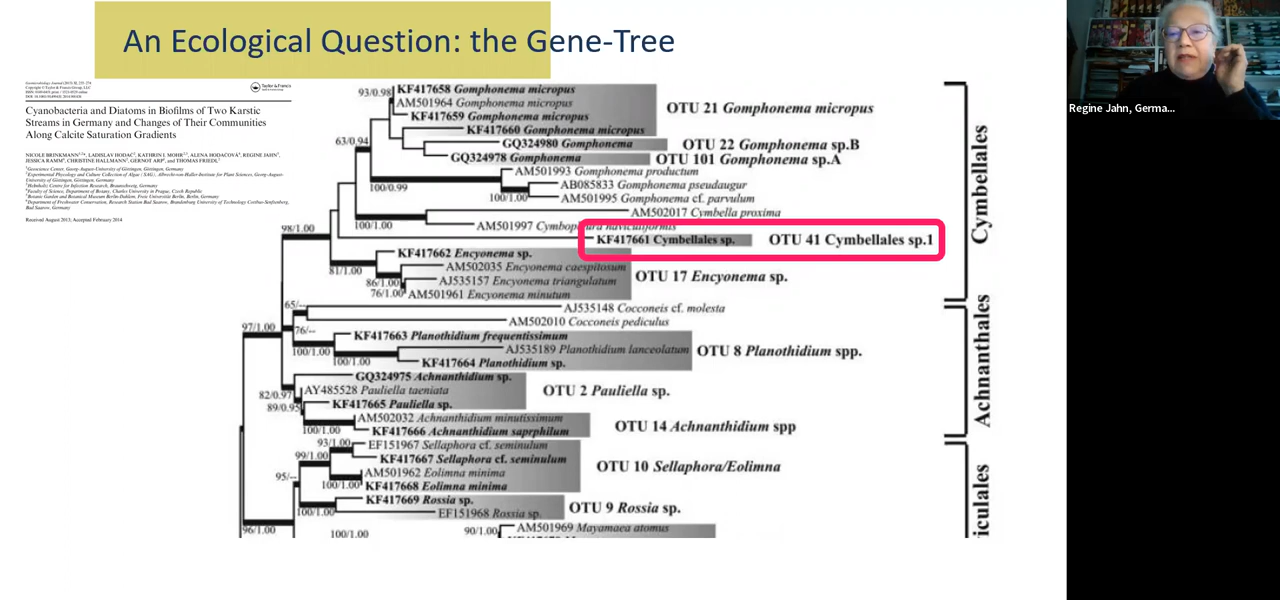 An Ecological Question: the Gene-Tree
Taylor & Francis
Cyanobacteria and Diatoms in Biofilms of Two Karstic
Streams in Germany and Changes of Their Communities
Along Calcite Saturation Gradients
NICOLE BRINKMANN, LADISLAV HODAČ, KATHRIN I. MOHR, ALENA HODAČOVÁ, REGINE JAHN,
JESSICA RAMM, CHRISTINE HALLMANN, GERNOT ARP, and THOMAS FRIEDL
Received August 2013; Accepted February 2014
93/0.98
KF417658 Gomphonema micropus
AM501964 Gomphonema micropus
KF417659 Gomphonema micropus
KF417660 Gomphonema micropus
OTU 21 Gomphonema micropus
63/0.94
GQ324980 Gomphonema
OTU 22 Gomphonema sp.B
GQ324978 Gomphonema
OTU 101 Gomphonema sp.A
AM501993 Gomphonema productum
100/0.99
AB085833 Gomphonema pseudaugur
100/1.00
AM501995 Gomphonema cf. parvulum
AM502017 Cymbella proxima
100/1.00
AM501997 Cymbopleura naviculiformis
98/1.00
KF417661 Cymbellales sp.
OTU 41 Cymbellales sp.1
KF417662 Encyonema sp.
81/1.00
AM502035 Encyonema caespitosum
86/1.00
AJ535157 Encyonema triangulatum
76/1.00
AM501961 Encyonema minutum
OTU 17 Encyonema sp.
Cymbellales
65/--
AJ535148 Cocconeis cf. molesta
AM502010 Cocconeis pediculus
97/1.00
76/--
KF417663 Planothidium frequentissimum
100/1.00
AJ535189 Planothidium lanceolatum
100/1.00
KF417664 Planothidium sp.
OTU 8 Planothidium spp.
GQ324975 Achnanthidium sp.
82/0.97
AY485528 Pauliella taeniata
89/0.95
KF417665 Pauliella sp.
OTU 2 Pauliella sp.
AM502032 Achnanthidium minutissimum
100/1.00
KF417666 Achnanthidium saprphilum
OTU 14 Achnanthidium spp
Achnanthales
93/1.00
EF151967 Sellaphora cf. seminulum
99/1.00
KF417667 Sellaphora cf. seminulum
95/--
AM501962 Eolimna minima
100/1.00
KF417668 Eolimna minima
OTU 10 Sellaphora/Eolimna
KF417669 Rossia sp.
100/1.00
EF151968 Rossia sp.
OTU 9 Rossia sp.
96/1.00
100/1.00
90/1.00
AM501969 Mayamaea atomus
iculales
Regine Jahn, Germa...